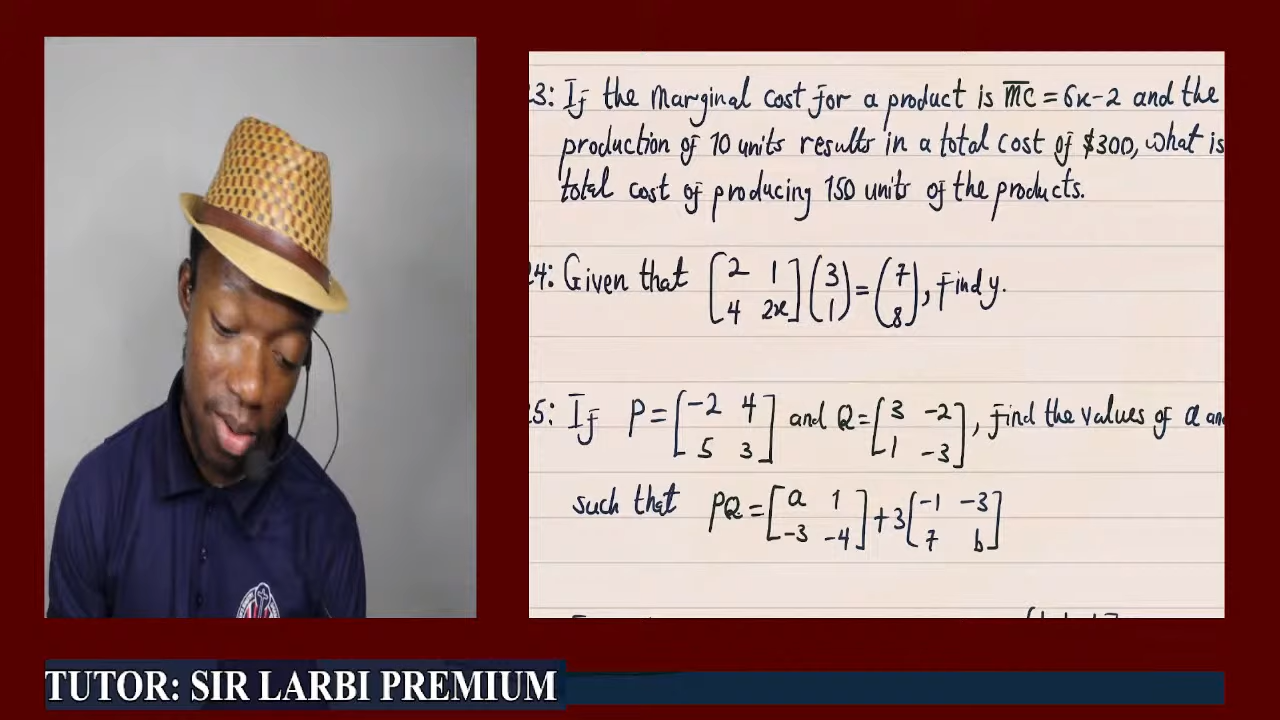 3: If the marginal cost for a product is M̅C̅ = 6x-2 and the
production of 10 units results in a total cost of $300, what is
total cost of producing 150 units of the products.
4: Given that [2 1 4 2x] (3 1) = (7 8), find y.
5: If P = [-2 4 5 3] and Q = [3 -2 1 -3], find the values of a an
such that PQ = [a 1 -3 -4] + 3[-1 -3 7 b]
TUTOR: SIR LARBI PREMIUM